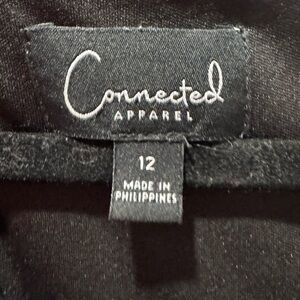 Connected
APPAREL
12
MADE IN
PHILIPPINES